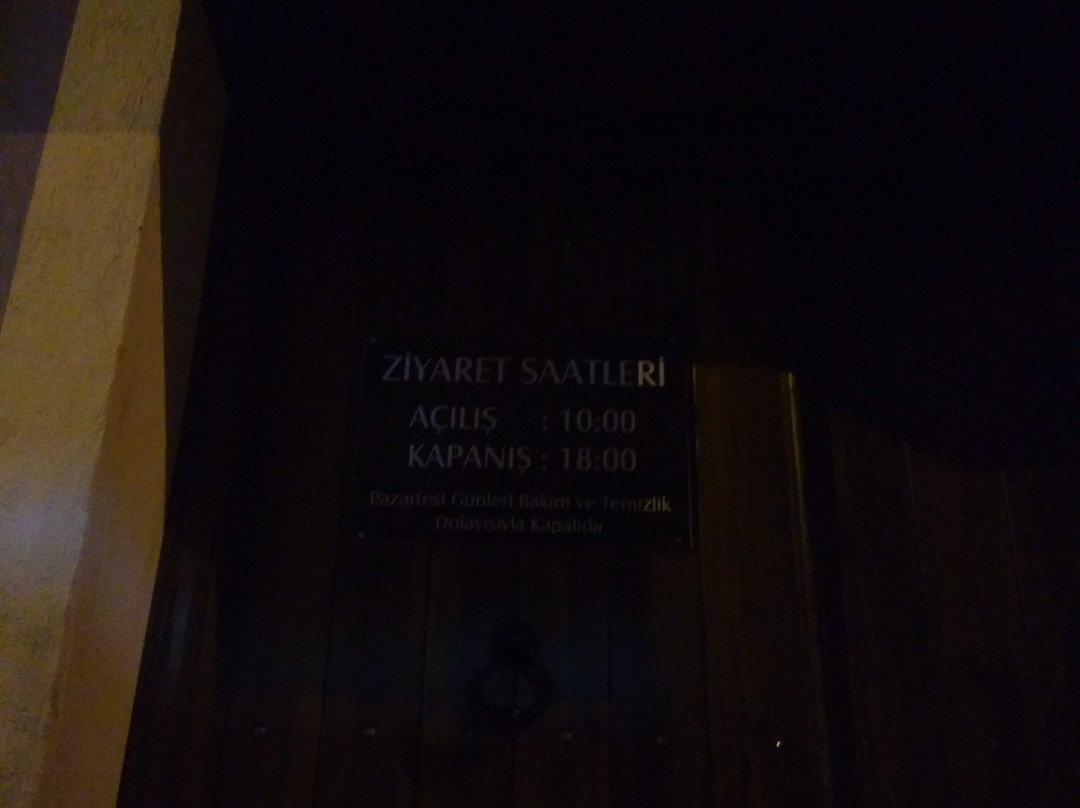 ZİYARET SAATLERİ
AÇILIŞ : 10:00
KAPANIŞ : 18:00
Pazartesi Günleri Bakım ve Temizlik
Dolayısıyla Kapalıdır